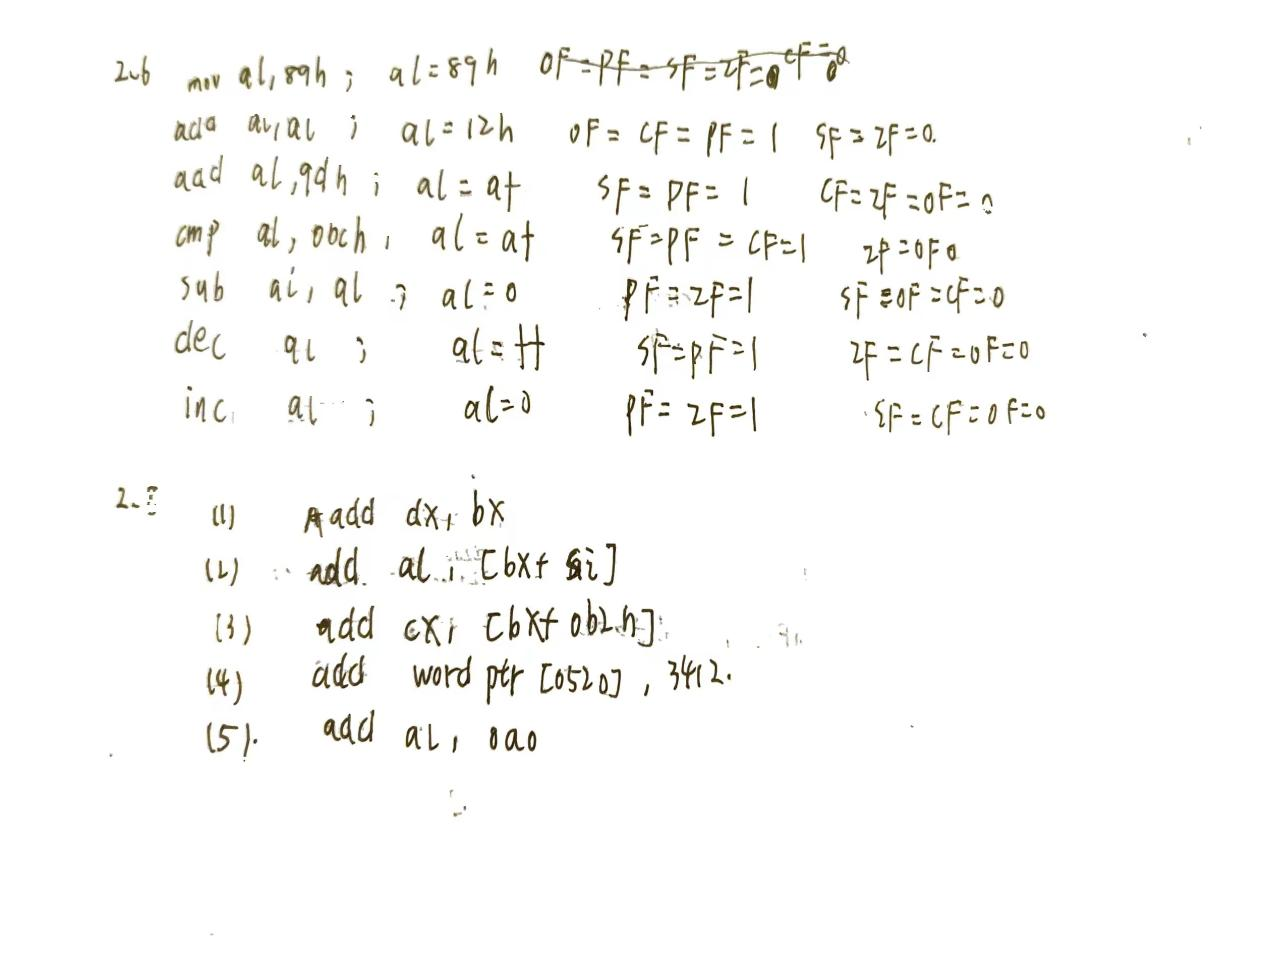 2.6 mov al,89h ; al=89h OF=PF=SF=ZF=0 CF=0
add al,al ; al=12h OF=CF=PF=1 SF=ZF=0.
add al,9dh ; al=af SF=PF=1 CF=ZF=OF=0
cmp al, 0bch ; al=af SF=PF=CF=1 ZF=OF0
sub al, al ; al=0 PF=ZF=1 SF=OF=CF=0
dec al ; al=ff SF=PF=1 ZF=CF=OF=0
inc al ; al=0 PF=ZF=1 SF=CF=OF=0
2.
(1) add dx, bx
(2) add al, [bx+si]
(3) add cx, [bx+0b2h]
(4) add word ptr [0520], 3412.
(5). add al, 0a0